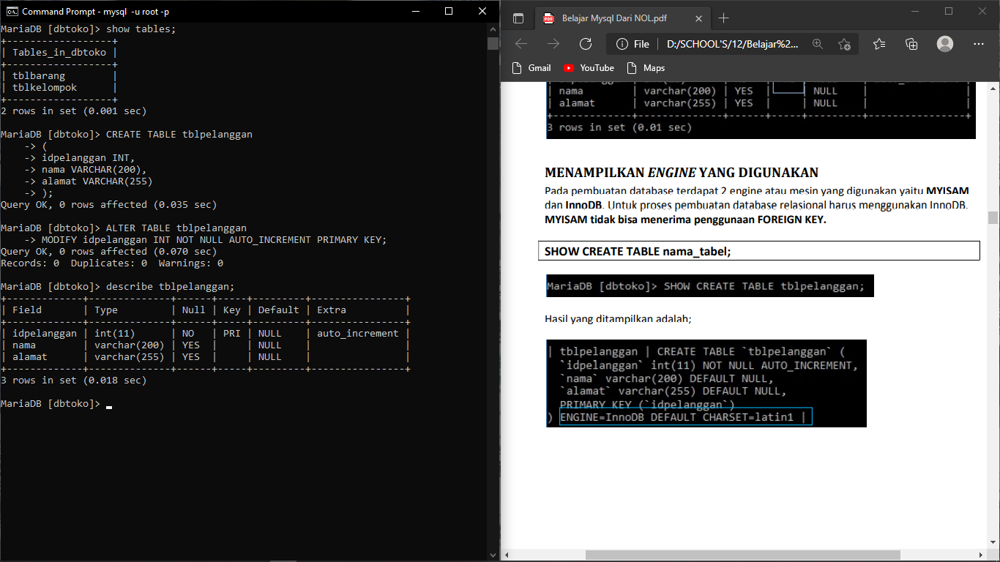 Command Prompt - mysql -u root -p
MariaDB [dbtoko]> show tables;
+------------------+
| Tables_in_dbtoko |
+------------------+
| tblbarang        |
| tblkelompok      |
+------------------+
2 rows in set (0.001 sec)
MariaDB [dbtoko]> CREATE TABLE tblpelanggan
    -> (
    -> idpelanggan INT,
    -> nama VARCHAR(200),
    -> alamat VARCHAR(255)
    -> );
Query OK, 0 rows affected (0.035 sec)
MariaDB [dbtoko]> ALTER TABLE tblpelanggan
    -> MODIFY idpelanggan INT NOT NULL AUTO_INCREMENT PRIMARY KEY;
Query OK, 0 rows affected (0.070 sec)
Records: 0  Duplicates: 0  Warnings: 0
MariaDB [dbtoko]> describe tblpelanggan;
+-------------+--------------+------+-----+---------+----------------+
| Field       | Type         | Null | Key | Default | Extra          |
+-------------+--------------+------+-----+---------+----------------+
| idpelanggan | int(11)      | NO   | PRI | NULL    | auto_increment |
| nama        | varchar(200) | YES  |     | NULL    |                |
| alamat      | varchar(255) | YES  |     | NULL    |                |
+-------------+--------------+------+-----+---------+----------------+
3 rows in set (0.018 sec)
MariaDB [dbtoko]>
Belajar Mysql Dari NOL.pdf
File | D:/SCHOOL'S/12/Belajar%2...
Gmail YouTube Maps
| nama        | varchar(200) | YES  |     | NULL    |                |
| alamat      | varchar(255) | YES  |     | NULL    |                |
+-------------+--------------+------+-----+---------+----------------+
3 rows in set (0.01 sec)
MENAMPILKAN ENGINE YANG DIGUNAKAN
Pada pembuatan database terdapat 2 engine atau mesin yang digunakan yaitu MYISAM
dan InnoDB. Untuk proses pembuatan database relasional harus menggunakan InnoDB.
MYISAM tidak bisa menerima penggunaan FOREIGN KEY.
SHOW CREATE TABLE nama_tabel;
MariaDB [dbtoko]> SHOW CREATE TABLE tblpelanggan;
Hasil yang ditampilkan adalah;
| tblpelanggan | CREATE TABLE `tblpelanggan` (
`idpelanggan` int(11) NOT NULL AUTO_INCREMENT,
`nama` varchar(200) DEFAULT NULL,
`alamat` varchar(255) DEFAULT NULL,
PRIMARY KEY (`idpelanggan`)
) ENGINE=InnoDB DEFAULT CHARSET=latin1 |